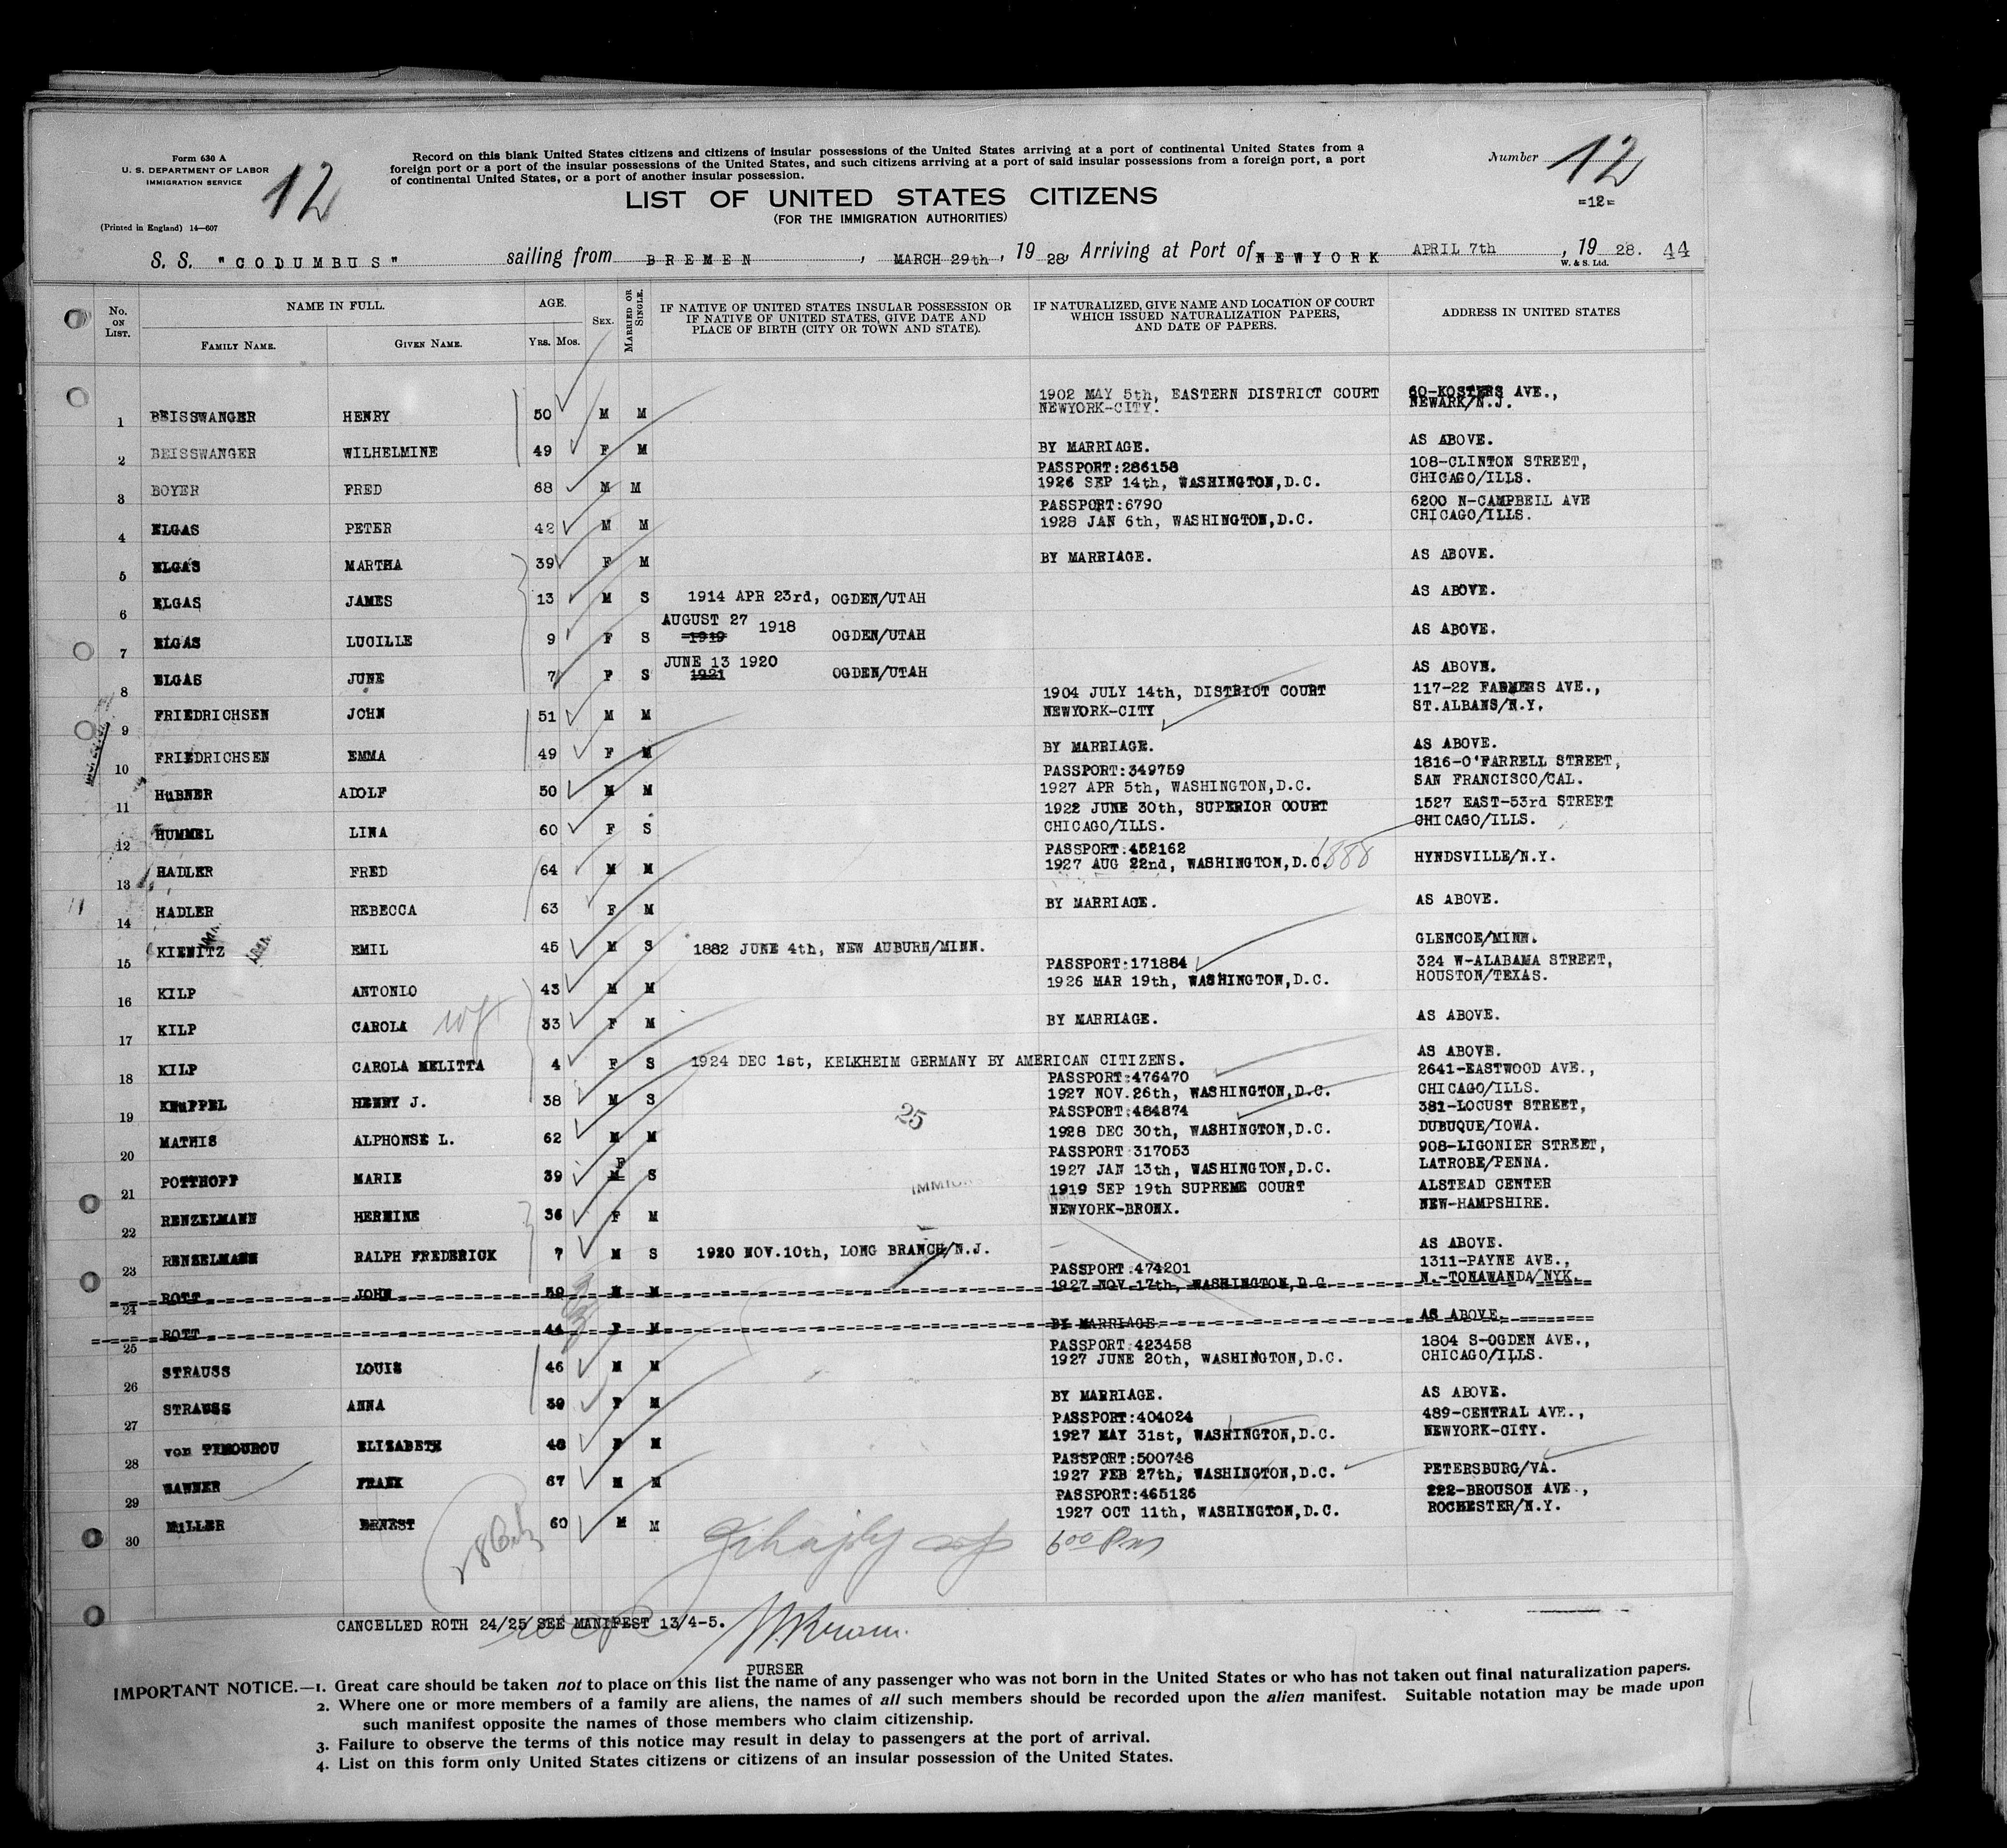 Form 630 A
U. S. DEPARTMENT OF LABOR
IMMIGRATION SERVICE
(Printed in England) 14—607
12
Record on this blank United States citizens and citizens of insular possessions of the United States arriving at a port of continental United States from a
foreign port or a port of the insular possessions of the United States, and such citizens arriving at a port of said insular possessions from a foreign port, a port
of continental United States, or a port of another insular possession.
Number 12
=12=
LIST OF UNITED STATES CITIZENS
(FOR THE IMMIGRATION AUTHORITIES)
S. S. "CODUMBUS" sailing from BREMEN, MARCH 29th, 19 28, Arriving at Port of NEWYORK APRIL 7th, 19 28. 44
W. & S. Ltd.
No. ON LIST. NAME IN FULL. FAMILY NAME. GIVEN NAME. AGE. YRS. MOS. SEX. MARRIED OR SINGLE. IF NATIVE OF UNITED STATES INSULAR POSSESSION OR IF NATIVE OF UNITED STATES, GIVE DATE AND PLACE OF BIRTH (CITY OR TOWN AND STATE). IF NATURALIZED, GIVE NAME AND LOCATION OF COURT WHICH ISSUED NATURALIZATION PAPERS, AND DATE OF PAPERS. ADDRESS IN UNITED STATES
1 BEISSWANGER HENRY 50 M M 1902 MAY 5th, EASTERN DISTRICT COURT NEWYORK-CITY. 60-KOSTERS AVE., NEWARK/N.J.
2 BEISSWANGER WILHELMINE 49 F M BY MARRIAGE. AS ABOVE.
3 BOYER FRED 68 M M PASSPORT:286158 1926 SEP 14th, WASHINGTON,D.C. 108-CLINTON STREET, CHICAGO/ILLS.
4 ELGAS PETER 42 M M PASSPORT:6790 1928 JAN 6th, WASHINGTON,D.C. 6200 N-CAMPBELL AVE CHICAGO/ILLS.
5 ELGAS MARTHA 39 F M BY MARRIAGE. AS ABOVE.
6 ELGAS JAMES 13 M S 1914 APR 23rd, OGDEN/UTAH AS ABOVE.
7 ELGAS LUCILLE 9 F S AUGUST 27 1919 1918 OGDEN/UTAH AS ABOVE.
8 ELGAS JUNE 7 F S JUNE 13 1920 1921 OGDEN/UTAH AS ABOVE.
9 FRIEDRICHSEN JOHN 51 M M 1904 JULY 14th, DISTRICT COURT NEWYORK-CITY 117-22 FARMERS AVE., ST.ALBANS/N.Y.
10 FRIEDRICHSEN EMMA 49 F M BY MARRIAGE. AS ABOVE.
11 HuBNER ADOLF 50 M M PASSPORT:349759 1927 APR 5th, WASHINGTON,D.C. 1816-O'FARRELL STREET, SAN FRANCISCO/CAL.
12 HUMMEL LINA 60 F S 1922 JUNE 30th, SUPERIOR COURT CHICAGO/ILLS. 1527 EAST-53rd STREET CHICAGO/ILLS.
13 HADLER FRED 64 M M PASSPORT:452162 1927 AUG 22nd, WASHINGTON,D.C. 1888 HYNDSVILLE/N.Y.
14 HADLER REBECCA 63 F M BY MARRIAGE. AS ABOVE.
15 KIENITZ EMIL 45 M S 1882 JUNE 4th, NEW AUBURN/MINN. GLENCOE/MINN.
16 KILP ANTONIO 43 M M PASSPORT:171884 1926 MAR 19th, WASHINGTON,D.C. 324 W-ALABAMA STREET, HOUSTON/TEXAS.
17 KILP CAROLA 33 F M BY MARRIAGE. AS ABOVE.
18 KILP CAROLA MELITTA 4 F S 1924 DEC 1st, KELKHEIM GERMANY BY AMERICAN CITIZENS. AS ABOVE.
19 KNuPPEL HENRY J. 38 M S PASSPORT:476470 1927 NOV.26th, WASHINGTON,D.C. 2641-EASTWOOD AVE., CHICAGO/ILLS.
25
20 MATHIS ALPHONSE L. 62 M M PASSPORT:484874 1928 DEC 30th, WASHINGTON,D.C. 381-LOCUST STREET, DUBUQUE/IOWA.
21 POTTHOFF MARIE 39 M F S PASSPORT 317053 1927 JAN 13th, WASHINGTON,D.C. 908-LIGONIER STREET, LATROBE/PENNA.
22 RENZELMANN HERMINE 36 F M 1919 SEP 19th SUPREME COURT NEWYORK-BRONX. ALSTEAD CENTER NEW-HAMPSHIRE.
23 RENZELMANN RALPH FREDERICK 7 M S 1920 NOV.10th, LONG BRANCH/N.J. AS ABOVE.
24 ROTT JOHN 59 M M PASSPORT:474201 1927 NOV 17th, WASHINGTON,D.C 1311-PAYNE AVE., N.-TONAWANDA/NYK.
25 ROTT 44 F M BY MARRIAGE AS ABOVE.
26 STRAUSS LOUIS 46 M M PASSPORT:423458 1927 JUNE 20th, WASHINGTON,D.C. 1804 S-OGDEN AVE., CHICAGO/ILLS.
27 STRAUSS ANNA 39 F M BY MARRIAGE. AS ABOVE.
28 von TIMOUROU ELIZABETH 48 F M PASSPORT:404024 1927 MAY 31st, WASHINGTON,D.C. 489-CENTRAL AVE., NEWYORK-CITY.
29 WANNER FRANK 67 M M PASSPORT:500748 1927 FEB 27th, WASHINGTON,D.C. PETERSBURG/VA.
30 MiLLER ERNEST 60 M M PASSPORT:465126 1927 OCT 11th, WASHINGTON,D.C. 222-BROUSON AVE., ROCHESTER/N.Y.
6 00 Pm
CANCELLED ROTH 24/25 SEE MANIFEST 13/4-5.
PURSER
IMPORTANT NOTICE.—1. Great care should be taken not to place on this list the name of any passenger who was not born in the United States or who has not taken out final naturalization papers.
2. Where one or more members of a family are aliens, the names of all such members should be recorded upon the alien manifest. Suitable notation may be made upon
such manifest opposite the names of those members who claim citizenship.
3. Failure to observe the terms of this notice may result in delay to passengers at the port of arrival.
4. List on this form only United States citizens or citizens of an insular possession of the United States.